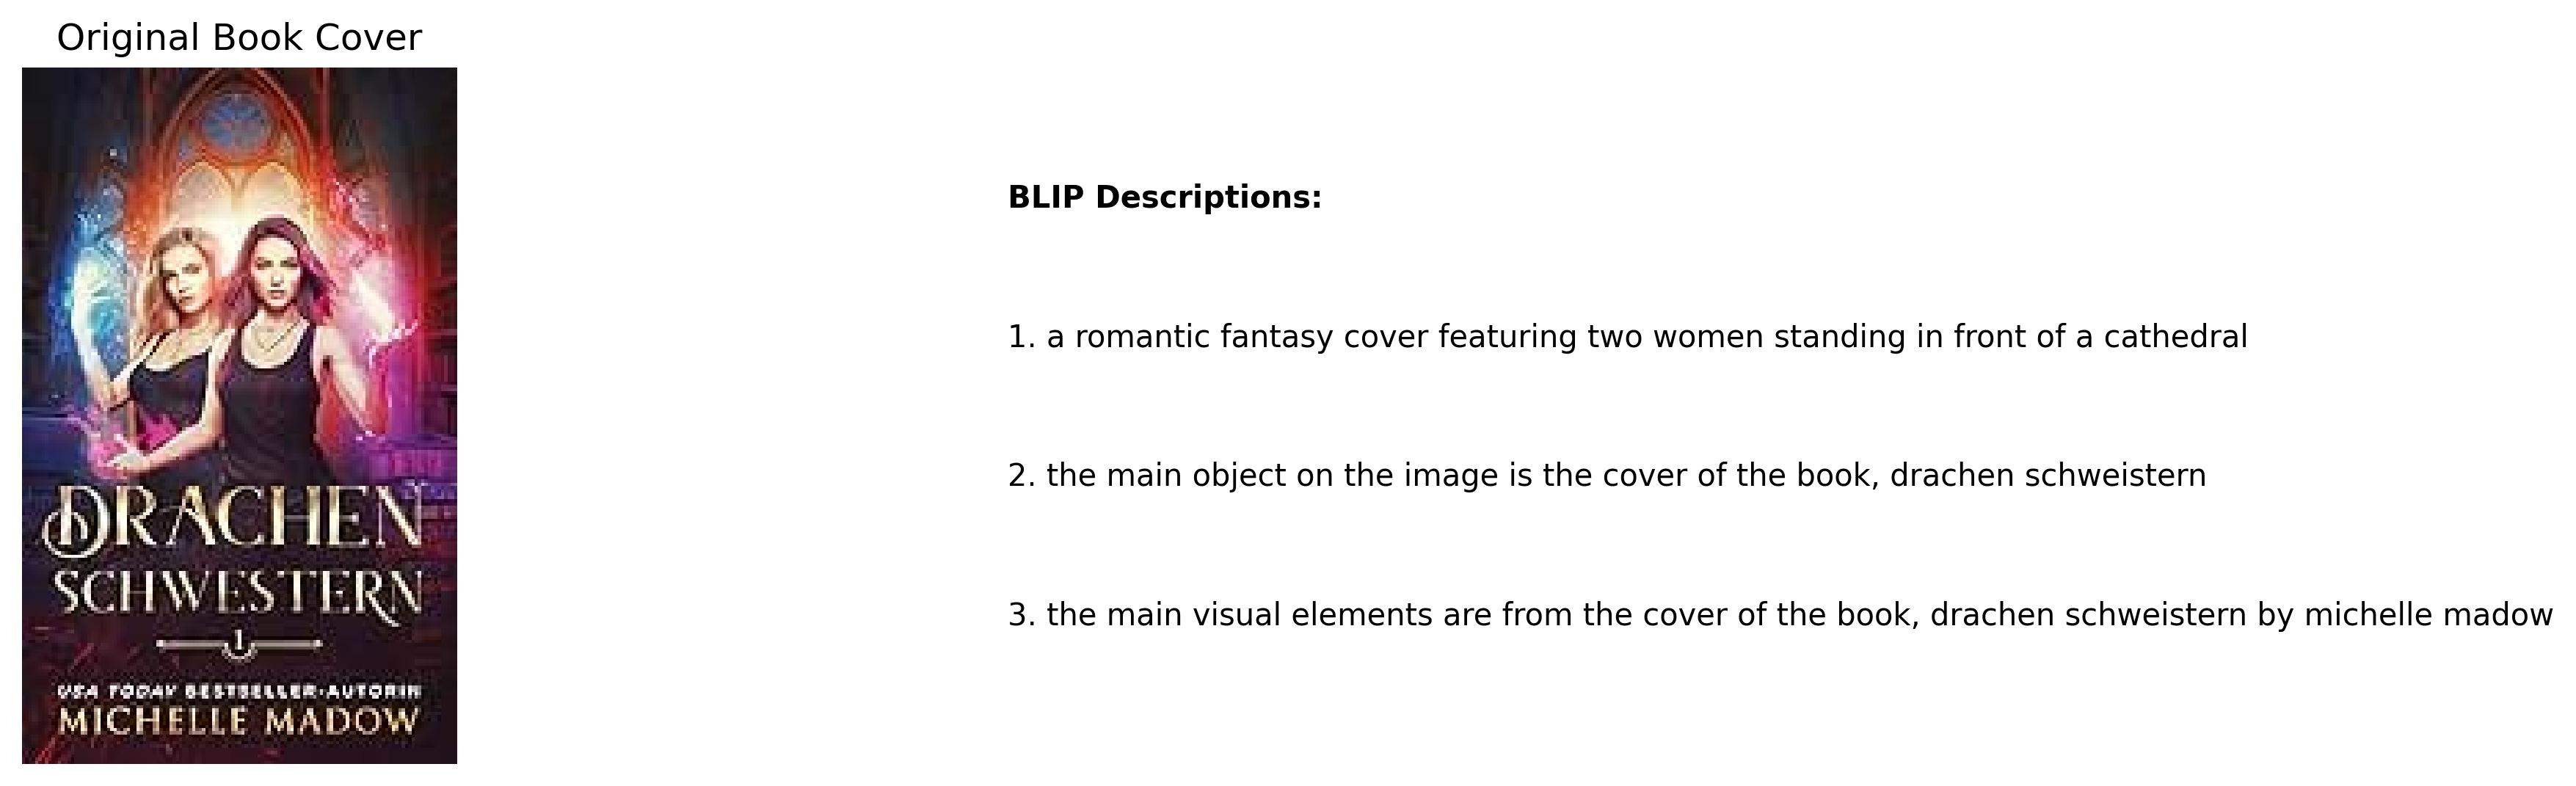 Original Book Cover
DRACHEN
SCHWESTERN
1
USA TODAY BESTSELLER-AUTORIN
MICHELLE MADOW
BLIP Descriptions:
1. a romantic fantasy cover featuring two women standing in front of a cathedral
2. the main object on the image is the cover of the book, drachen schweistern
3. the main visual elements are from the cover of the book, drachen schweistern by michelle madow